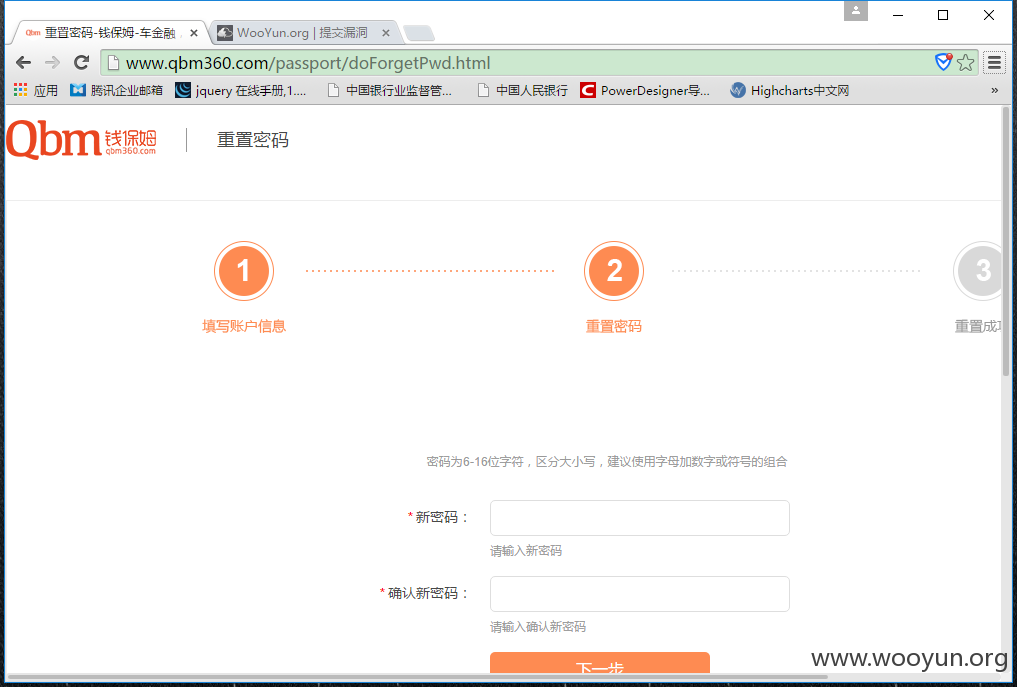 Qbm 重置密码-钱保姆-车金融
WooYun.org | 提交漏洞
www.qbm360.com/passport/doForgetPwd.html
应用 腾讯企业邮箱 jquery 在线手册,1.... 中国银行业监督管... 中国人民银行 PowerDesigner导... Highcharts中文网 »
Qbm 钱保姆 qbm360.com 重置密码
1 2 3
填写账户信息 重置密码 重置成功
密码为6-16位字符，区分大小写，建议使用字母加数字或符号的组合
*新密码：
请输入新密码
*确认新密码：
请输入确认新密码
下一步
www.wooyun.org